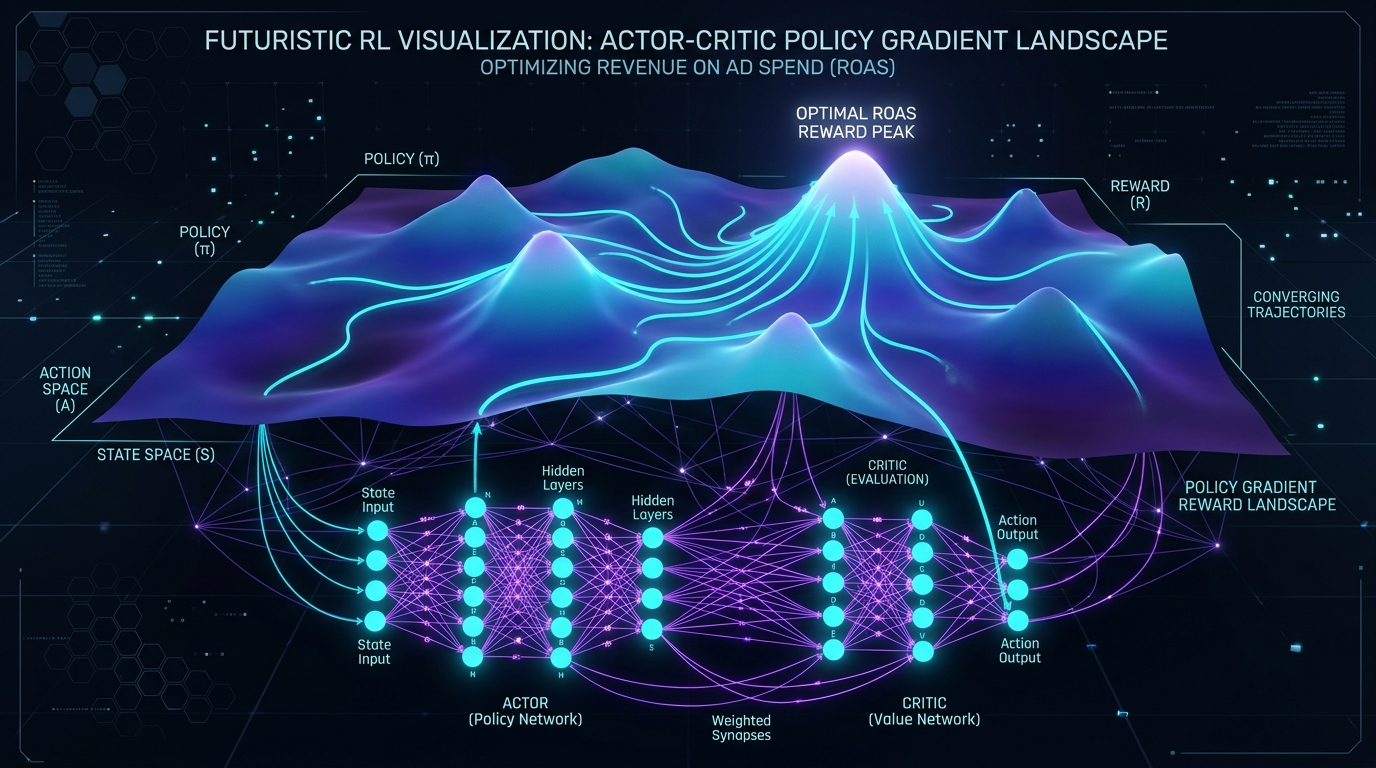 FUTURISTIC RL VISUALIZATION: ACTOR-CRITIC POLICY GRADIENT LANDSCAPE
OPTIMIZING REVENUE ON AD SPEND (ROAS)
OPTIMAL ROAS
REWARD PEAK
POLICY (π)
REWARD
(R)
POLICY
(π)
CONVERGING
TRAJECTORIES
ACTION
SPACE
(A)
STATE SPACE (S)
POLICY GRADIENT
REWARD LANDSCAPE
State
Input
Hidden
Layers
Hidden
Layers
CRITIC
(EVALUATION)
Action
Output
State
Input
Action
Output
ACTOR
(Policy Network)
Weighted
Synapses
CRITIC
(Value Network)